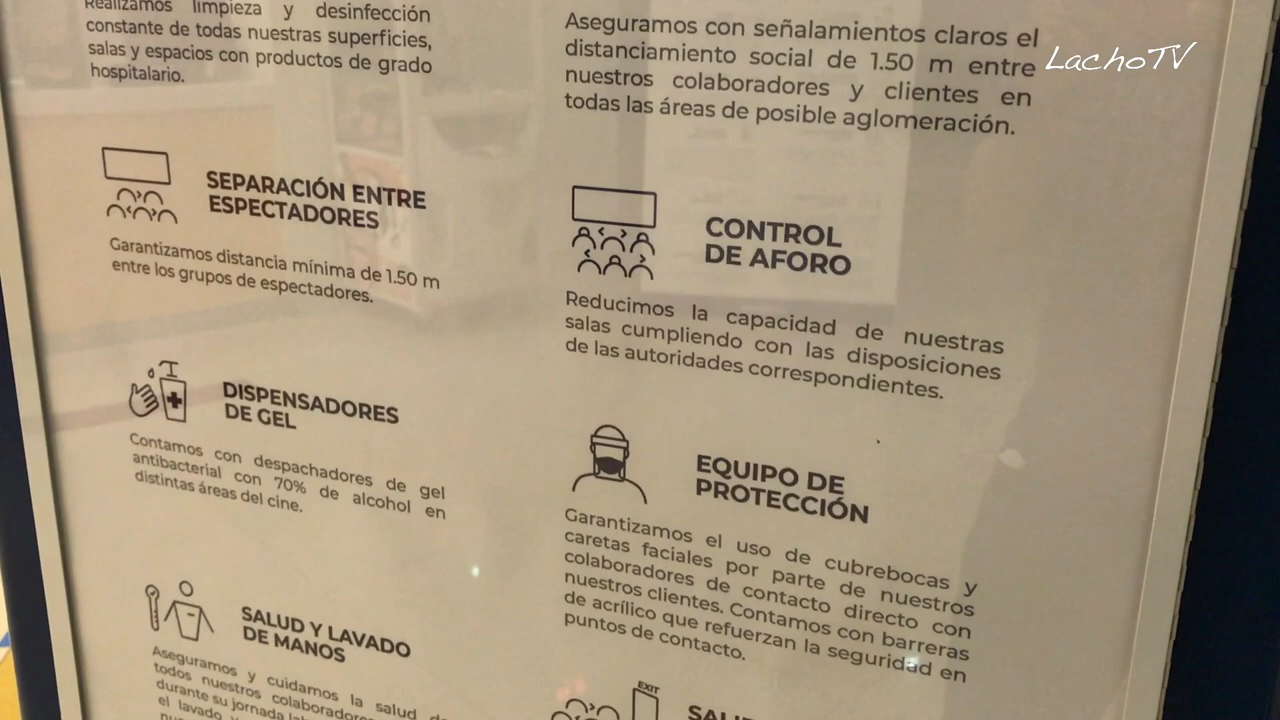 Realizamos limpieza y desinfección
constante de todas nuestras superficies,
salas y espacios con productos de grado
hospitalario.
SEPARACIÓN ENTRE
ESPECTADORES
Garantizamos distancia mínima de 1.50 m
entre los grupos de espectadores.
DISPENSADORES
DE GEL
Contamos con despachadores de gel
antibacterial con 70% de alcohol en
distintas áreas del cine.
SALUD Y LAVADO
DE MANOS
Aseguramos y cuidamos la salud de
todos nuestros colaboradores
durante su jornada
el lavado
Aseguramos con señalamientos claros el
distanciamiento social de 1.50 m entre
nuestros colaboradores y clientes en
todas las áreas de posible aglomeración.
CONTROL
DE AFORO
Reducimos la capacidad de nuestras
salas cumpliendo con las disposiciones
de las autoridades correspondientes.
EQUIPO DE
PROTECCIÓN
Garantizamos el uso de cubrebocas y
caretas faciales por parte de nuestros
colaboradores de contacto directo con
nuestros clientes. Contamos con barreras
de acrílico que refuerzan la seguridad en
puntos de contacto.
EXIT
LachoTV